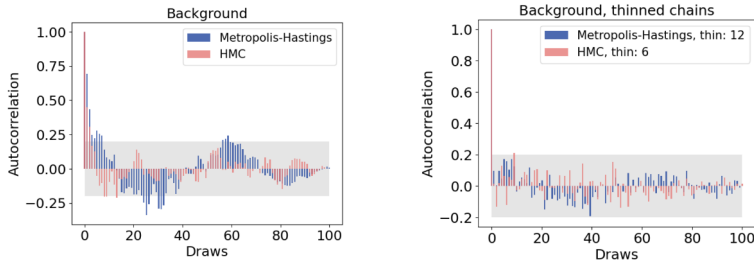 Background
Metropolis-Hastings
HMC
Autocorrelation
1.00
0.75
0.50
0.25
0.00
−0.25
0 20 40 60 80 100
Draws
Background, thinned chains
Metropolis-Hastings, thin: 12
HMC, thin: 6
Autocorrelation
1.0
0.8
0.6
0.4
0.2
0.0
−0.2
0 20 40 60 80 100
Draws